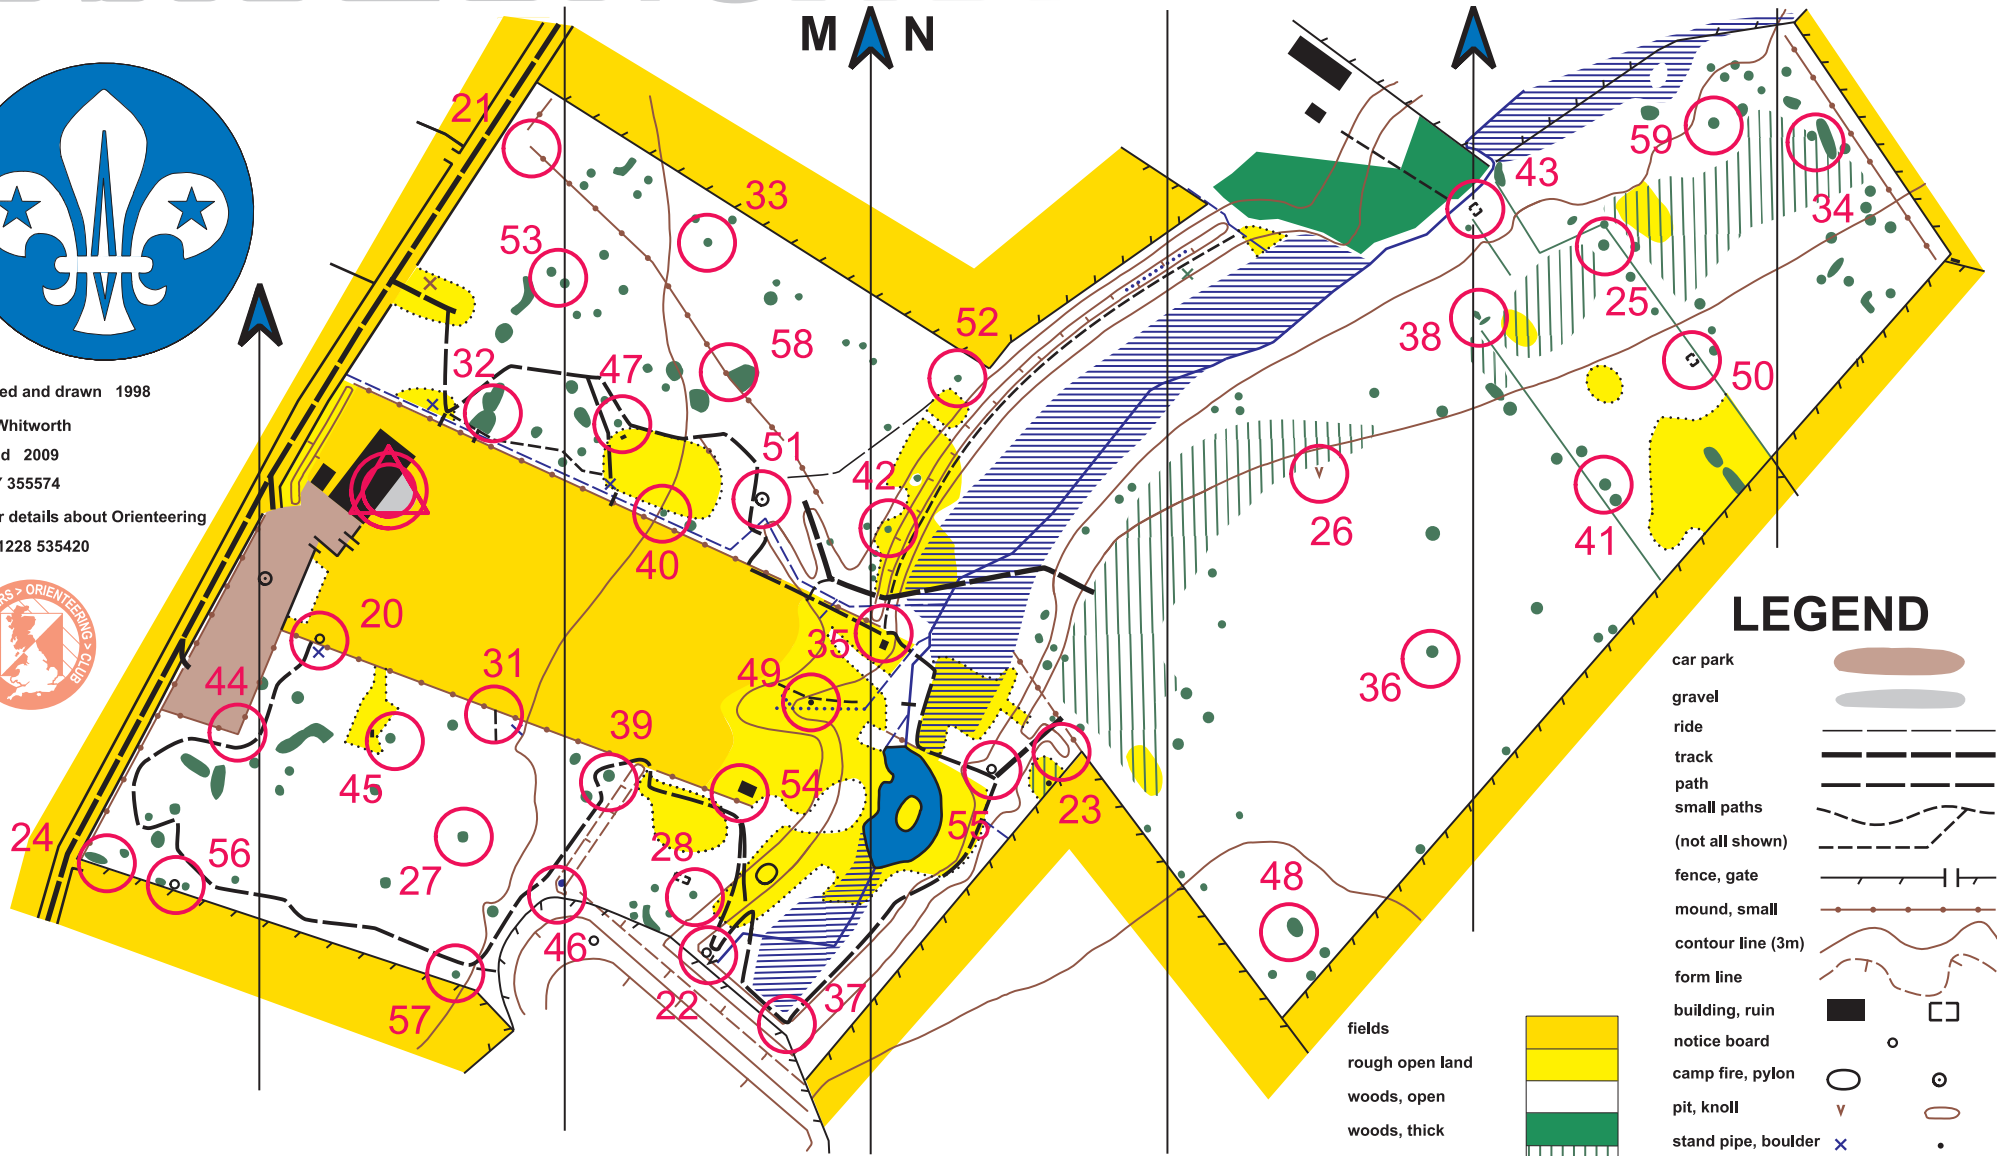 M N
ed and drawn 1998
Whitworth
d 2009
355574
r details about Orienteering
1228 535420
RS > ORIENTEERING > CLUB
21
33
53
52
58
32
47
51
42
40
20
44
31
49
35
39
45
54
24
56
27
28
55
23
46
57
22
37
43
59
34
25
38
50
26
41
36
48
LEGEND
car park
gravel
ride
track
path
small paths
(not all shown)
fence, gate
mound, small
contour line (3m)
form line
building, ruin
notice board
camp fire, pylon
pit, knoll
stand pipe, boulder
fields
rough open land
woods, open
woods, thick